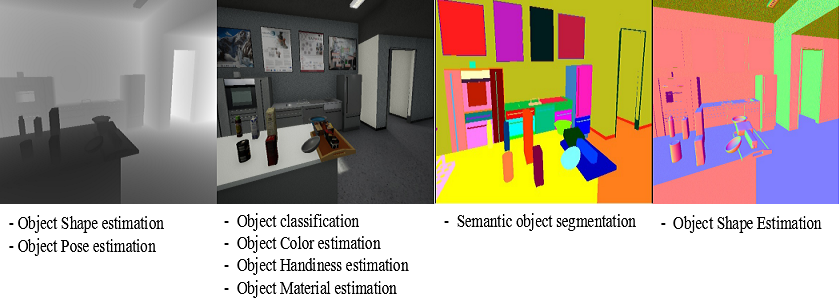 - Object Shape estimation
- Object Pose estimation
- Object classification
- Object Color estimation
- Object Handiness estimation
- Object Material estimation
- Semantic object segmentation
- Object Shape Estimation